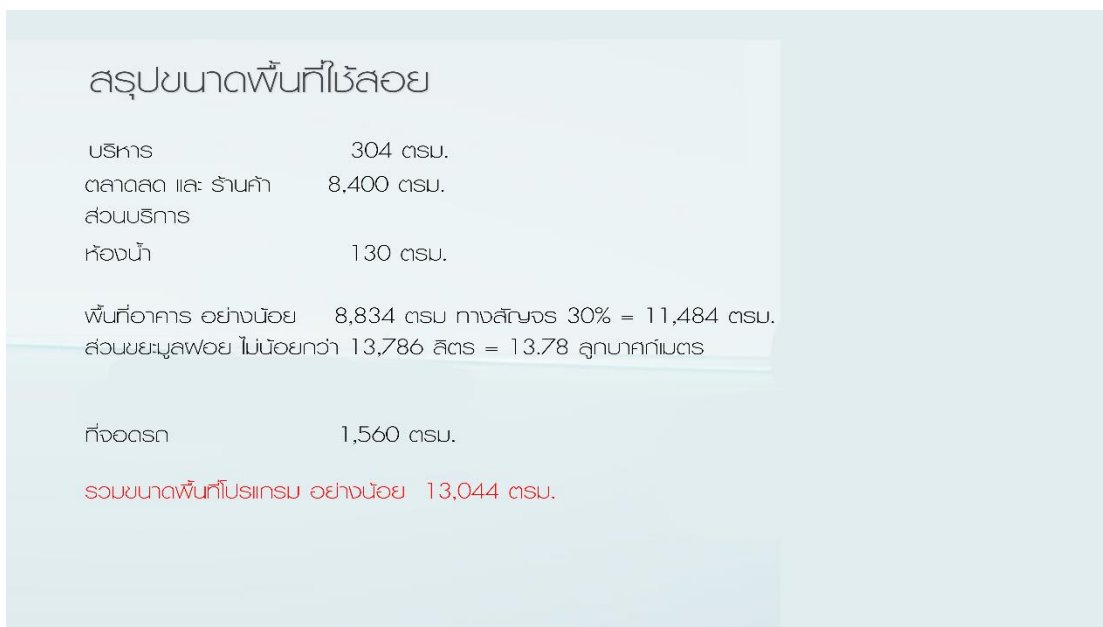 สรุปขนาดพื้นที่ใช้สอย
บริหาร 304 ตรม.
ตลาดสด และ ร้านค้า 8,400 ตรม.
ส่วนบริการ
ห้องน้ำ 130 ตรม.
พื้นที่อาคาร อย่างน้อย 8,834 ตรม ทางสัญจร 30% = 11,484 ตรม.
ส่วนขยะมูลฟอย ไม่น้อยกว่า 13,786 ลิตร = 13.78 ลูกบาศก์เมตร
ที่จอดรถ 1,560 ตรม.
รวมขนาดพื้นที่โปรแกรม อย่างน้อย 13,044 ตรม.